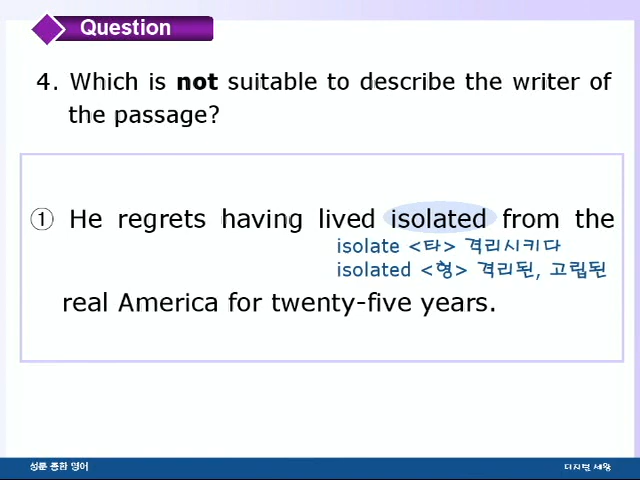 Question
4. Which is not suitable to describe the writer of
the passage?
① He regrets having lived isolated from the
isolate <타> 격리시키다
isolated <형> 격리된, 고립된
real America for twenty-five years.
성문 종합 영어
디지털 세왕